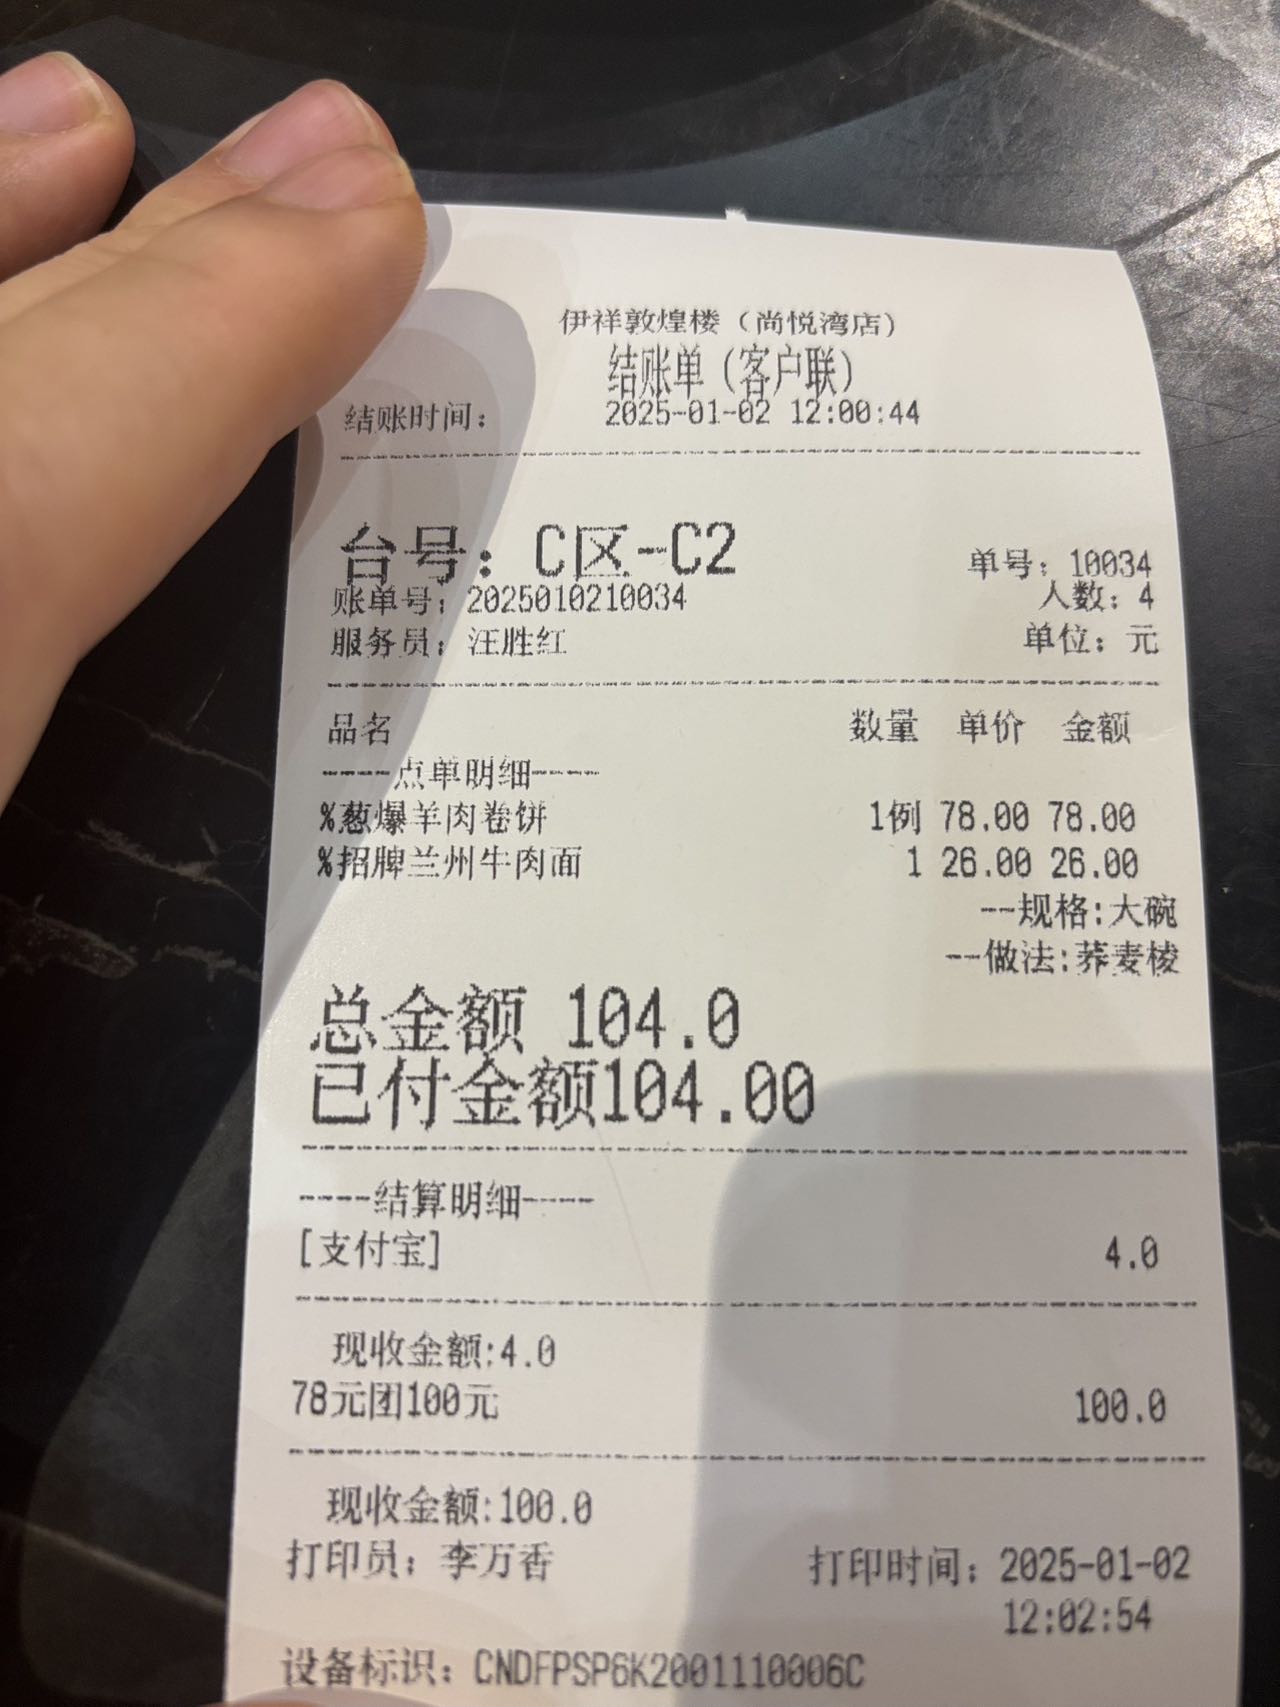 伊祥敦煌楼（尚悦湾店）
结账单（客户联）
结账时间： 2025-01-02 12:00:44
台号：C区-C2 单号：10034
账单号：2025010210034 人数：4
服务员：汪胜红 单位：元
品名 数量 单价 金额
----点单明细----
%葱爆羊肉卷饼 1例 78.00 78.00
%招牌兰州牛肉面 1 26.00 26.00
--规格:大碗
--做法:荞麦棱
总金额 104.0
已付金额104.00
----结算明细----
[支付宝] 4.0
现收金额:4.0
78元团100元 100.0
现收金额:100.0
打印员：李万香 打印时间：2025-01-02
12:02:54
设备标识：CNDFPSP6K2001110006C